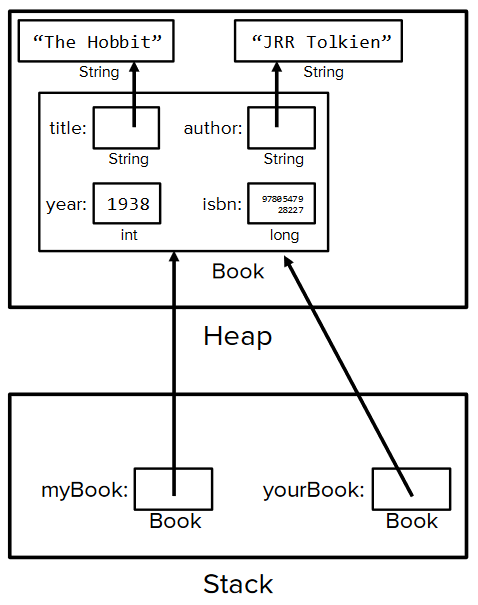 “The Hobbit”
“JRR Tolkien”
String
String
title:
author:
String
String
year:
1938
isbn:
97805479
28227
int
long
Book
Heap
myBook:
yourBook:
Book
Book
Stack